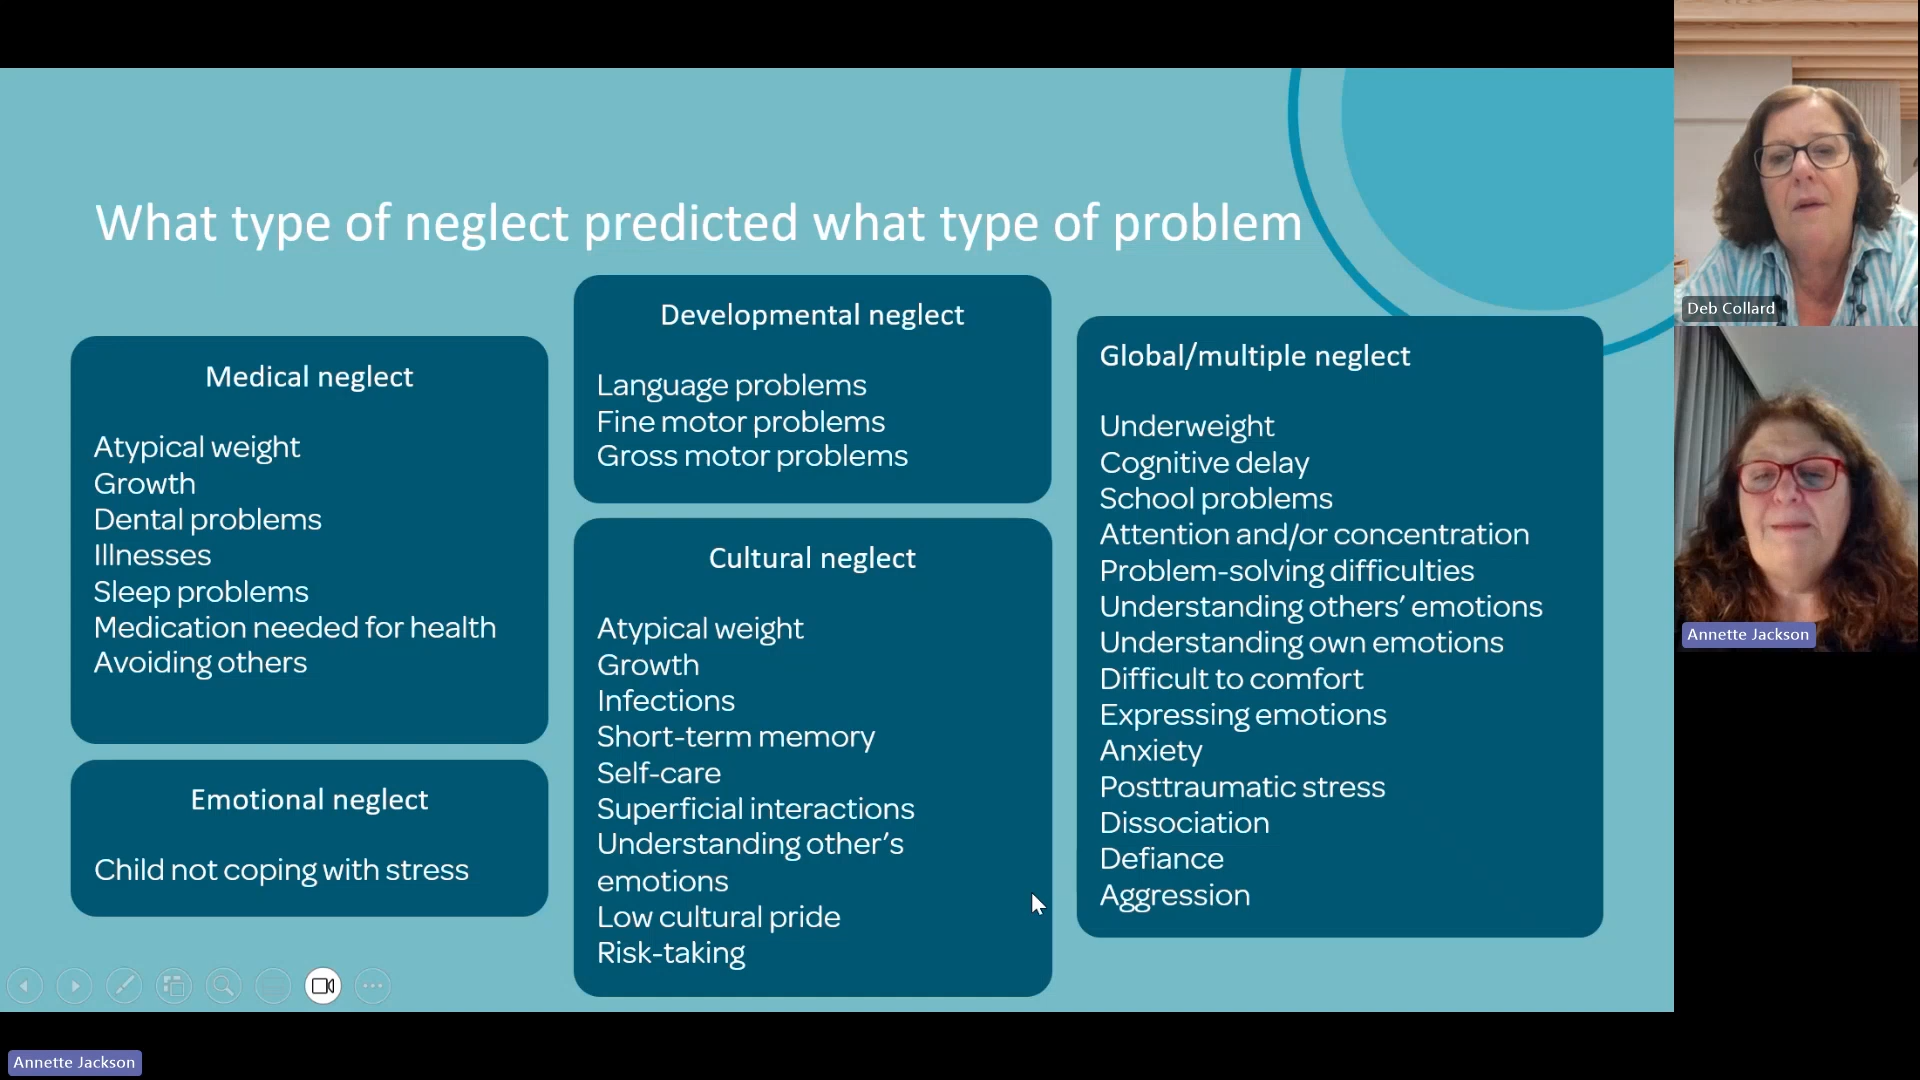 What type of neglect predicted what type of problem
Medical neglect
Atypical weight
Growth
Dental problems
Illnesses
Sleep problems
Medication needed for health
Avoiding others
Emotional neglect
Child not coping with stress
Developmental neglect
Language problems
Fine motor problems
Gross motor problems
Cultural neglect
Atypical weight
Growth
Infections
Short-term memory
Self-care
Superficial interactions
Understanding other’s
emotions
Low cultural pride
Risk-taking
Global/multiple neglect
Underweight
Cognitive delay
School problems
Attention and/or concentration
Problem-solving difficulties
Understanding others’ emotions
Understanding own emotions
Difficult to comfort
Expressing emotions
Anxiety
Posttraumatic stress
Dissociation
Defiance
Aggression
Deb Collard
Annette Jackson
Annette Jackson